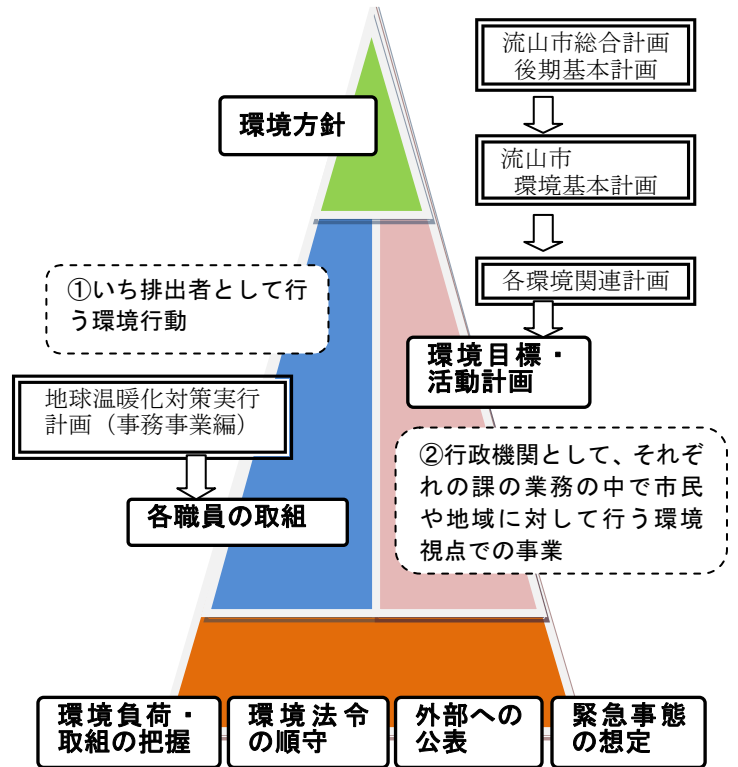 流山市総合計画
後期基本計画
環境方針
流山市
環境基本計画
各環境関連計画
①いち排出者として行
う環境行動
環境目標・
活動計画
地球温暖化対策実行
計画（事務事業編）
各職員の取組
②行政機関として、それぞ
れの課の業務の中で市民
や地域に対して行う環境
視点での事業
環境負荷・
取組の把握
環境法令
の順守
外部への
公表
緊急事態
の想定